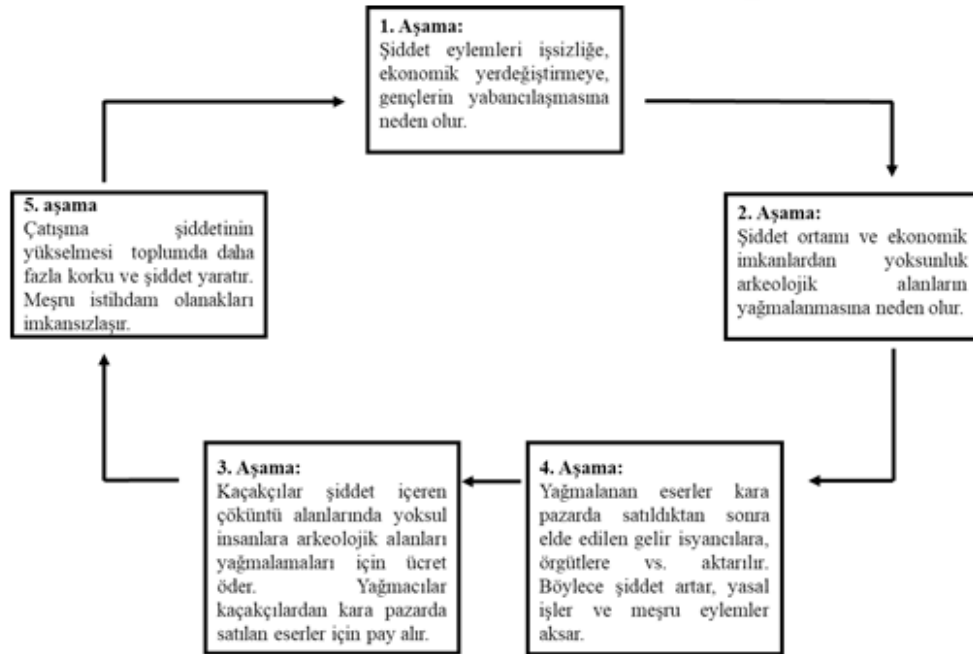 1. Aşama:
Şiddet eylemleri işsizliğe,
ekonomik yerdeğiştirmeye,
gençlerin yabancılaşmasına
neden olur.
2. Aşama:
Şiddet ortamı ve ekonomik
imkanlardan yoksunluk
arkeolojik alanların
yağmalanmasına neden olur.
4. Aşama:
Yağmalanan eserler kara
pazarda satıldıktan sonra
elde edilen gelir isyancılara,
örgütlere vs. aktarılır.
Böylece şiddet artar, yasal
işler ve meşru eylemler
aksar.
3. Aşama:
Kaçakçılar şiddet içeren
çöküntü alanlarında yoksul
insanlara arkeolojik alanları
yağmalamaları için ücret
öder. Yağmacılar
kaçakçılardan kara pazarda
satılan eserler için pay alır.
5. aşama
Çatışma şiddetinin
yükselmesi toplumda daha
fazla korku ve şiddet yaratır.
Meşru istihdam olanakları
imkansızlaşır.